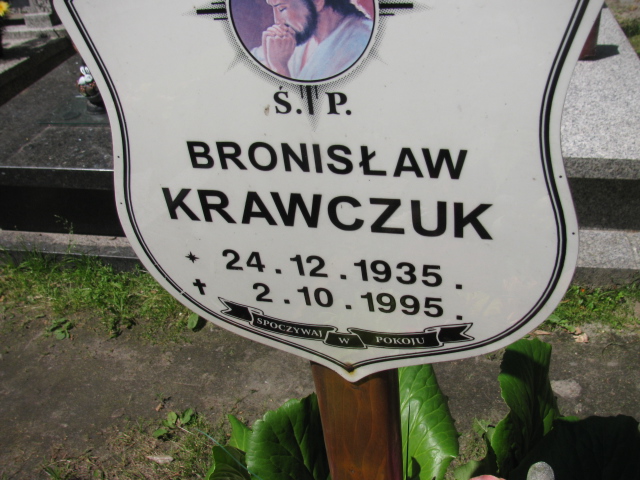 Ś. P.
BRONISŁAW
KRAWCZUK
* 24.12.1935.
✝ 2.10.1995.
SPOCZYWAJ W POKOJU